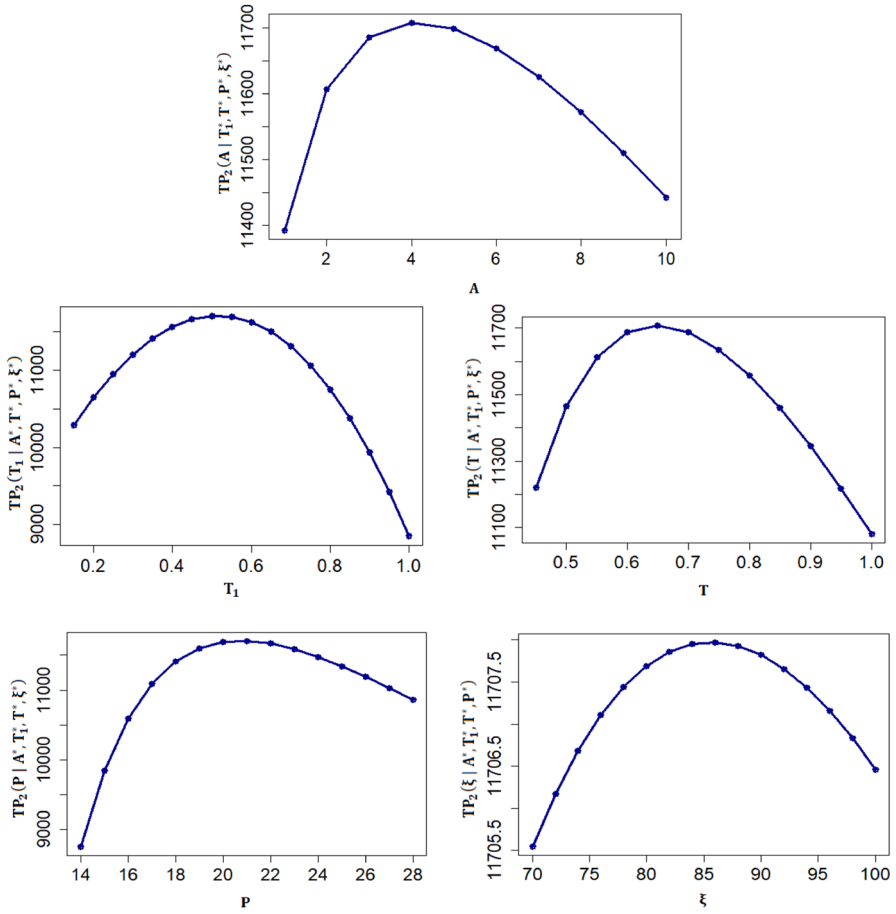 TP₂(A | T₁*, T*, P*, ξ*)
11700
11600
11500
11400
2 4 6 8 10
A
TP₂(T₁ | A*, T*, P*, ξ*)
11000
10000
9000
0.2 0.4 0.6 0.8 1.0
T₁
TP₂(T | A*, T₁*, P*, ξ*)
11700
11500
11300
11100
0.5 0.6 0.7 0.8 0.9 1.0
T
TP₂(P | A*, T₁*, T*, ξ*)
11000
10000
9000
14 16 18 20 22 24 26 28
P
TP₂(ξ | A*, T₁*, T*, P*)
11707.5
11706.5
11705.5
70 75 80 85 90 95 100
ξ